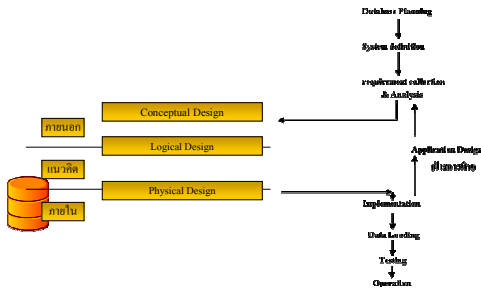 Database Planning
System definition
requirement collection
& Analysis
Conceptual Design
ภายนอก
Logical Design
Application Design
แนวคิด
Physical Design
ภายใน
Implementation
Data Loading
Testing
Operation